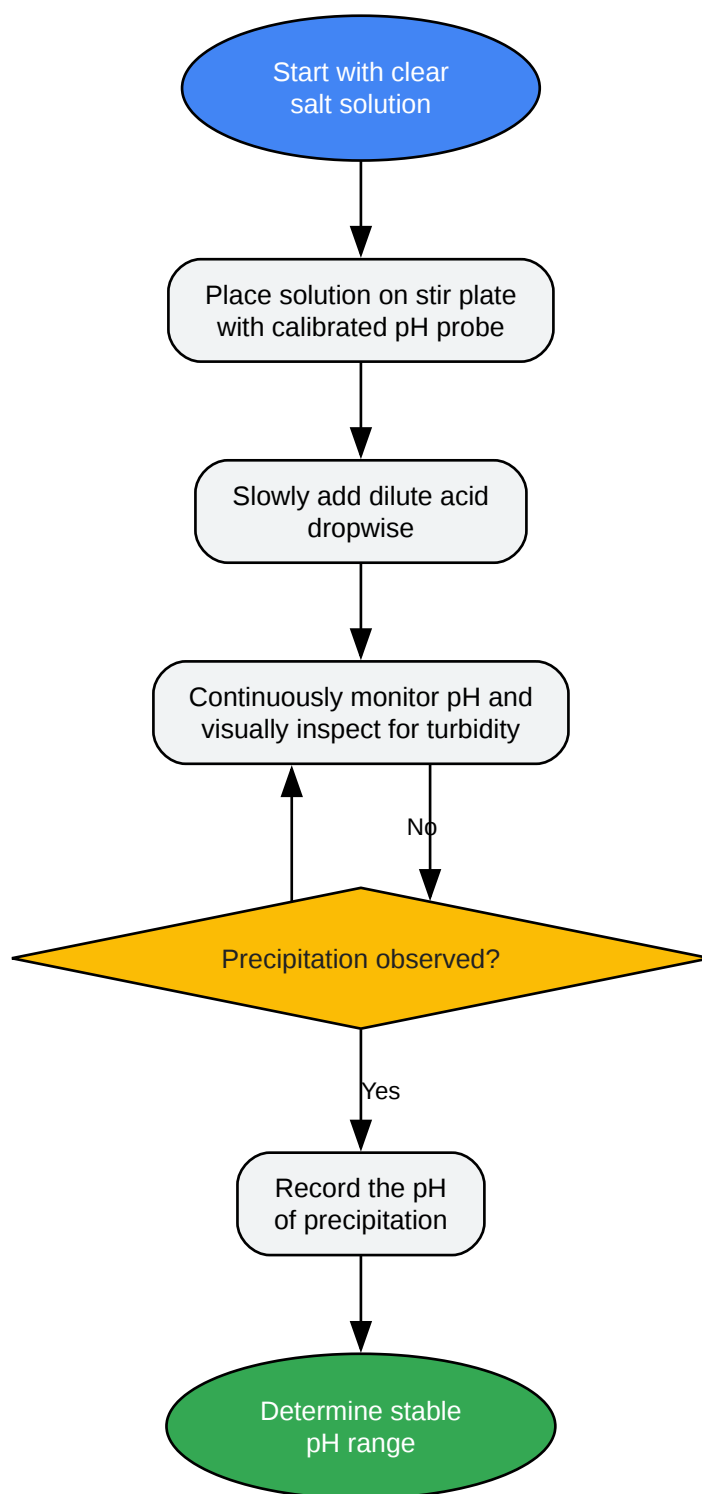 Start with clear
salt solution
Place solution on stir plate
with calibrated pH probe
Slowly add dilute acid
dropwise
Continuously monitor pH and
visually inspect for turbidity
No
Precipitation observed?
Yes
Record the pH
of precipitation
Determine stable
pH range